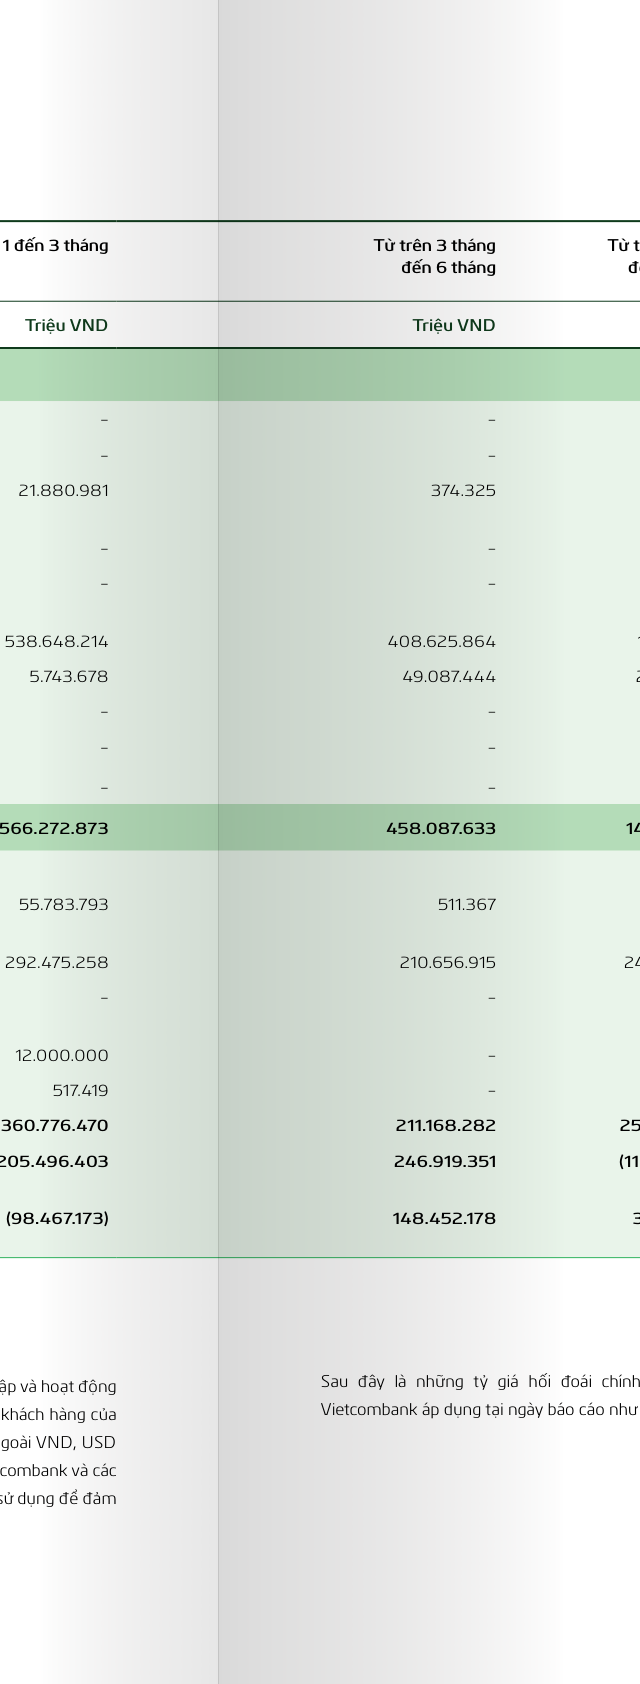 1 đến 3 tháng Từ trên 3 tháng Từ
đến 6 tháng
Triệu VND Triệu VND
– –
– –
21.880.981 374.325
– –
– –
538.648.214 408.625.864
5.743.678 49.087.444
– –
– –
– –
566.272.873 458.087.633
55.783.793 511.367
292.475.258 210.656.915
– –
12.000.000 –
517.419 –
360.776.470 211.168.282
205.496.403 246.919.351
(98.467.173) 148.452.178
và hoạt động
khách hàng của
VND, USD
và các
sử dụng để đảm
Sau đây là những tỷ giá hối đoái chính
Vietcombank áp dụng tại ngày báo cáo như